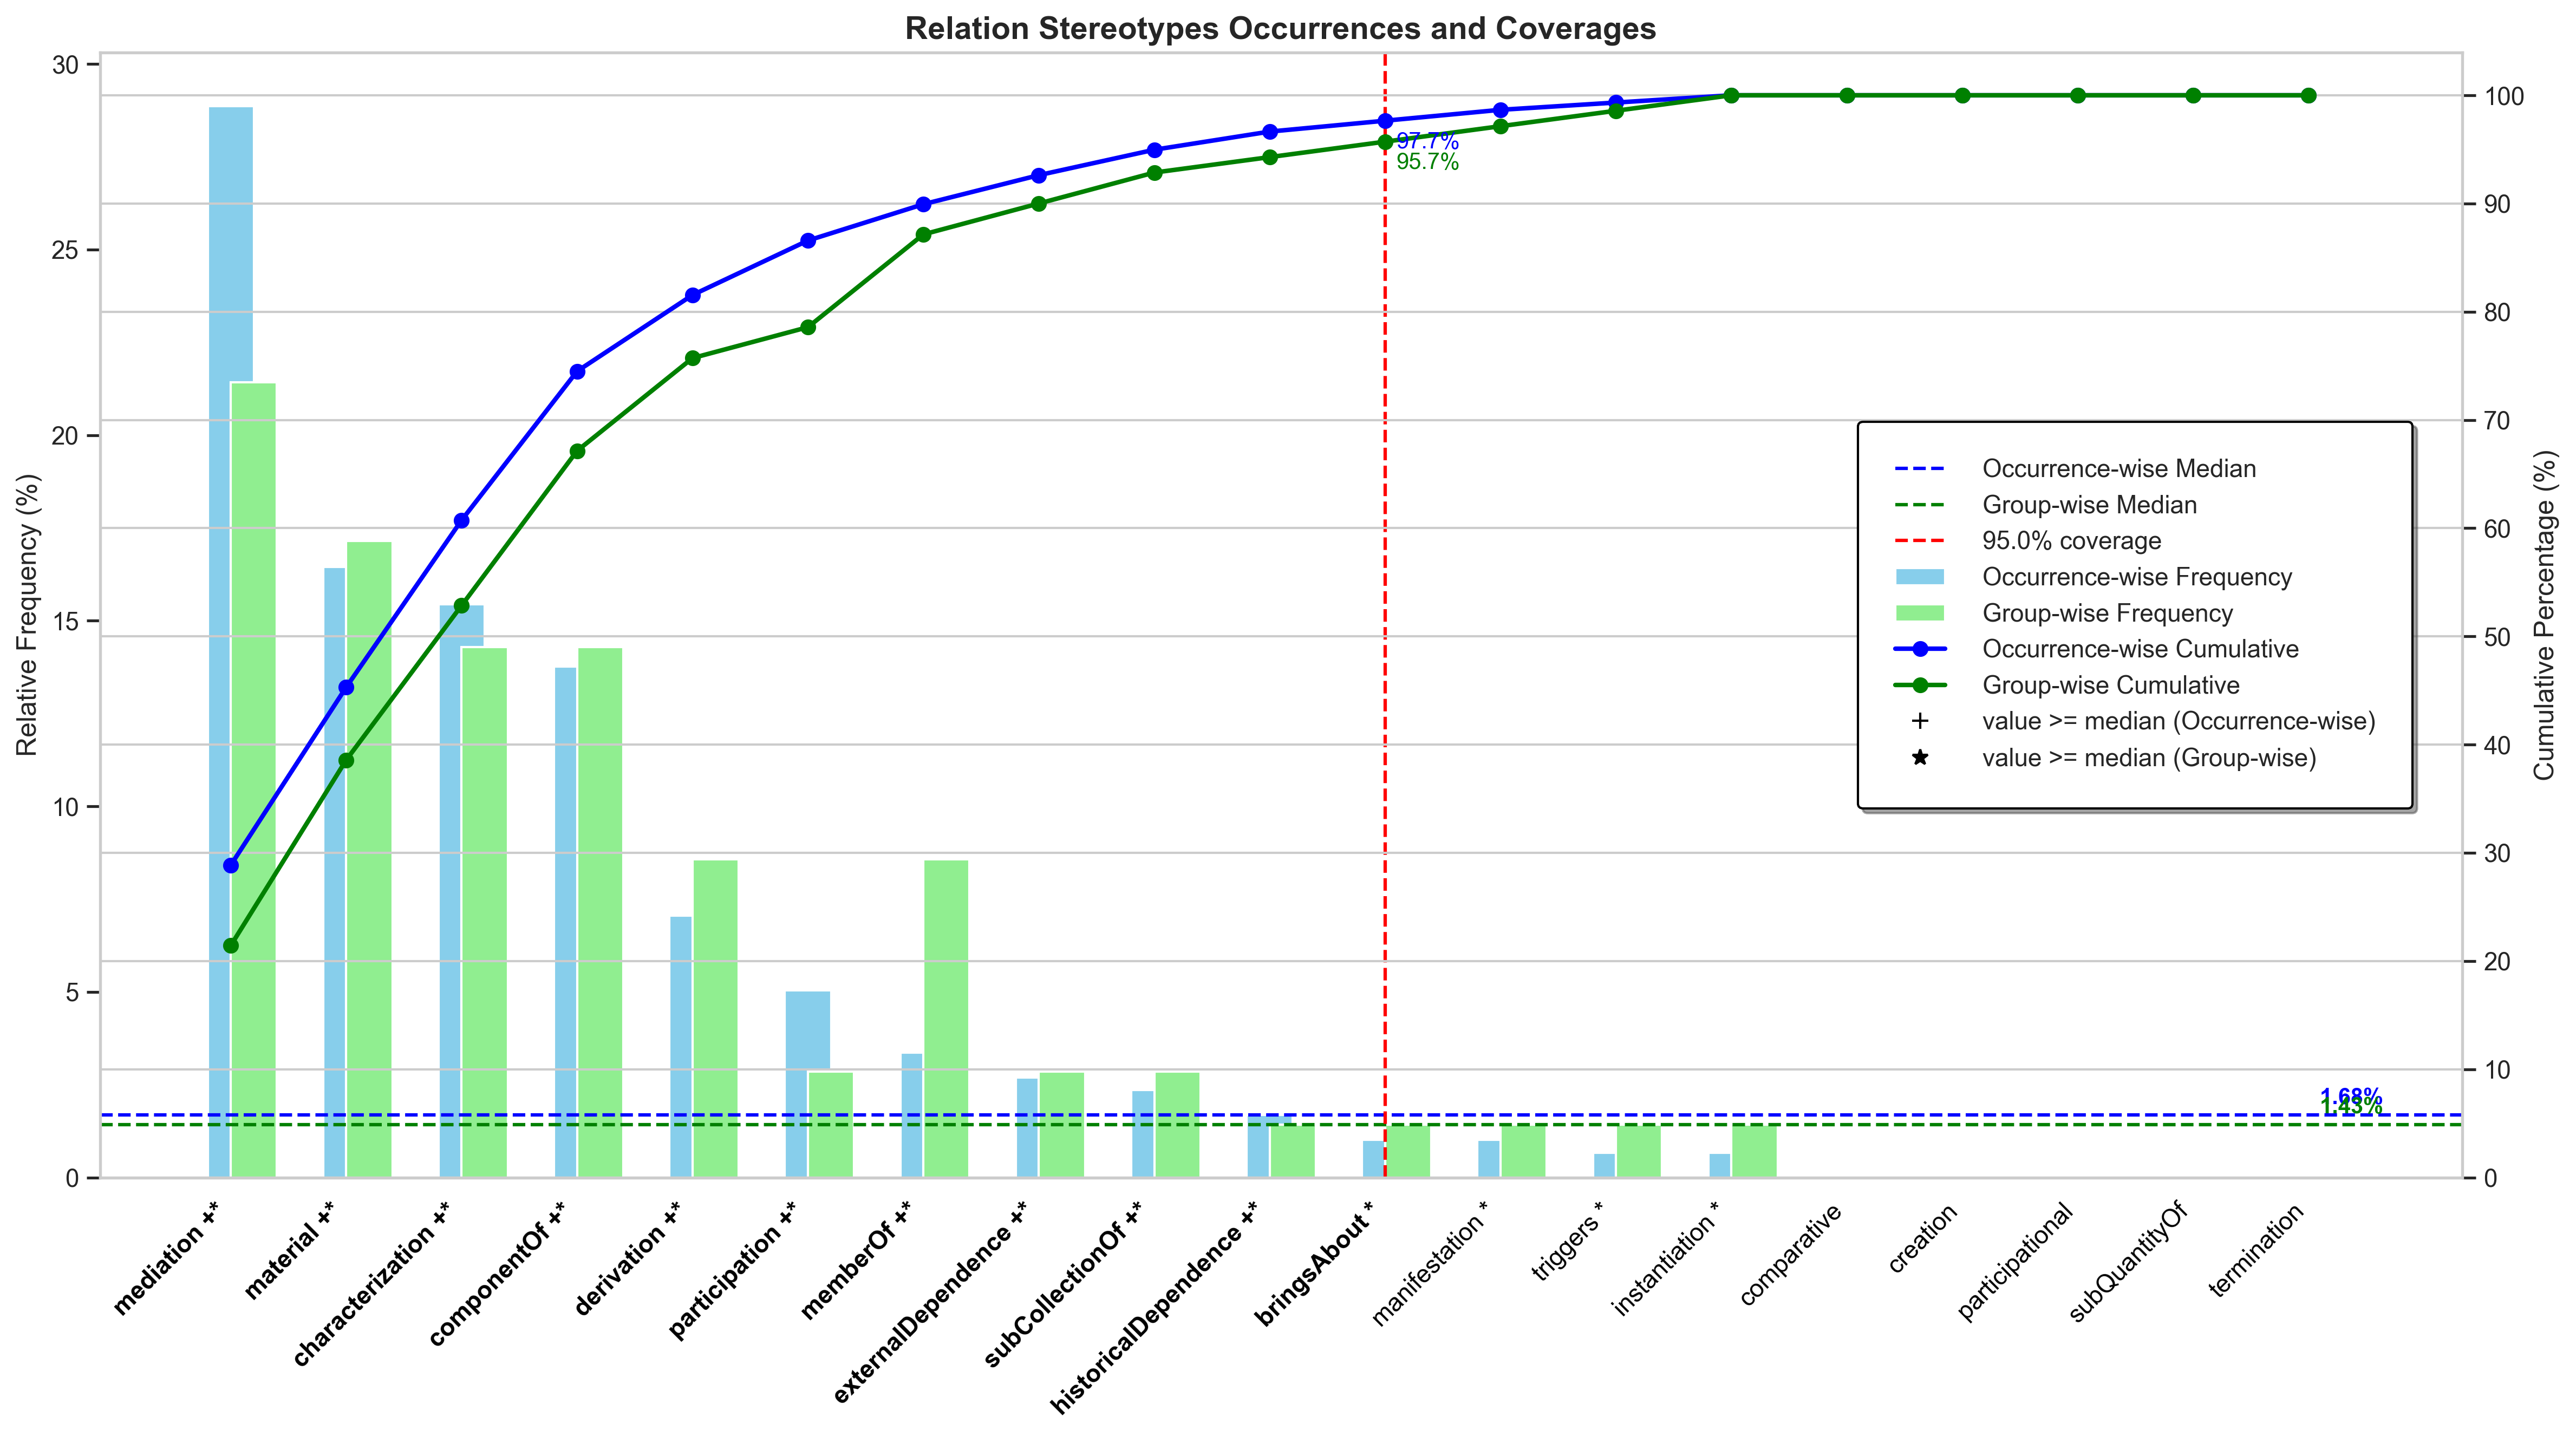 Relation Stereotypes Occurrences and Coverages
Relative Frequency (%)
30
25
20
15
10
5
0
Cumulative Percentage (%)
100
90
80
70
60
50
40
30
20
10
0
97.7%
95.7%
1.68%
1.43%
Occurrence-wise Median
Group-wise Median
95.0% coverage
Occurrence-wise Frequency
Group-wise Frequency
Occurrence-wise Cumulative
Group-wise Cumulative
value >= median (Occurrence-wise)
value >= median (Group-wise)
mediation +*
material +*
characterization +*
componentOf +*
derivation +*
participation +*
memberOf +*
externalDependence +*
subCollectionOf +*
historicalDependence +*
bringsAbout *
manifestation *
triggers *
instantiation *
comparative
creation
participational
subQuantityOf
termination